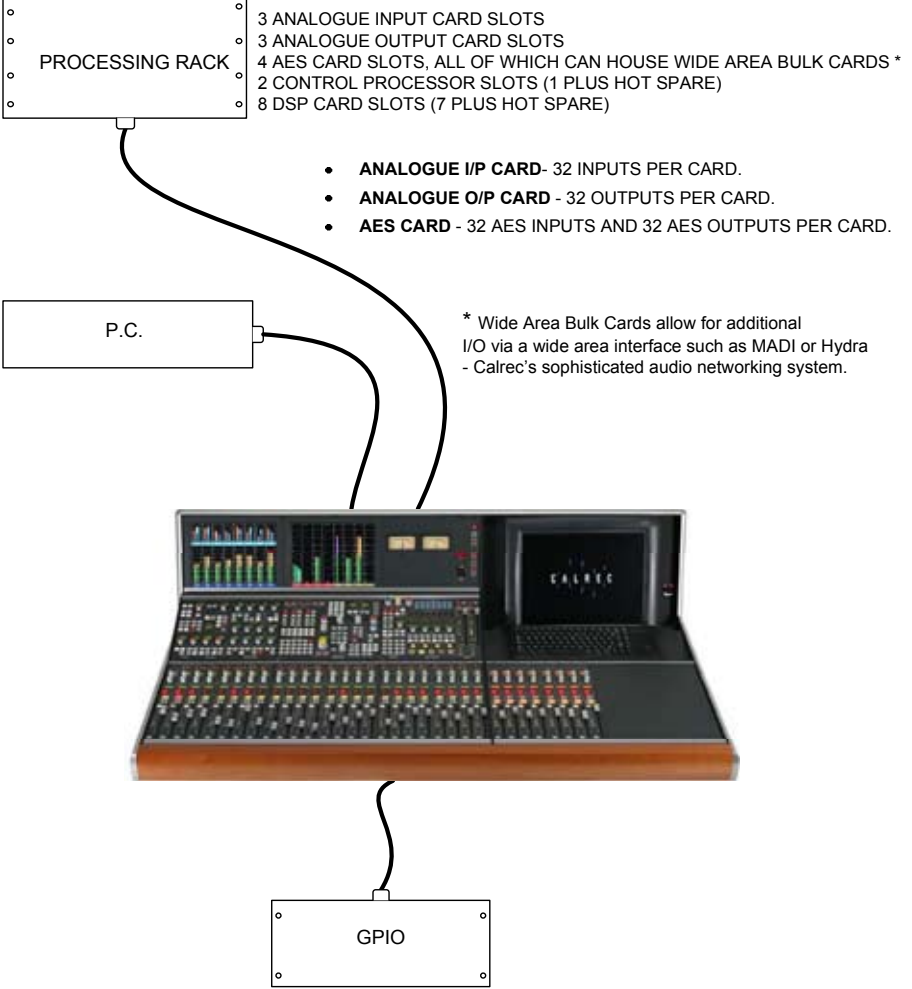 3 ANALOGUE INPUT CARD SLOTS
3 ANALOGUE OUTPUT CARD SLOTS
PROCESSING RACK
4 AES CARD SLOTS, ALL OF WHICH CAN HOUSE WIDE AREA BULK CARDS *
2 CONTROL PROCESSOR SLOTS (1 PLUS HOT SPARE)
8 DSP CARD SLOTS (7 PLUS HOT SPARE)
• ANALOGUE I/P CARD- 32 INPUTS PER CARD.
• ANALOGUE O/P CARD - 32 OUTPUTS PER CARD.
• AES CARD - 32 AES INPUTS AND 32 AES OUTPUTS PER CARD.
P.C.
* Wide Area Bulk Cards allow for additional
I/O via a wide area interface such as MADI or Hydra
- Calrec's sophisticated audio networking system.
CALREC
GPIO